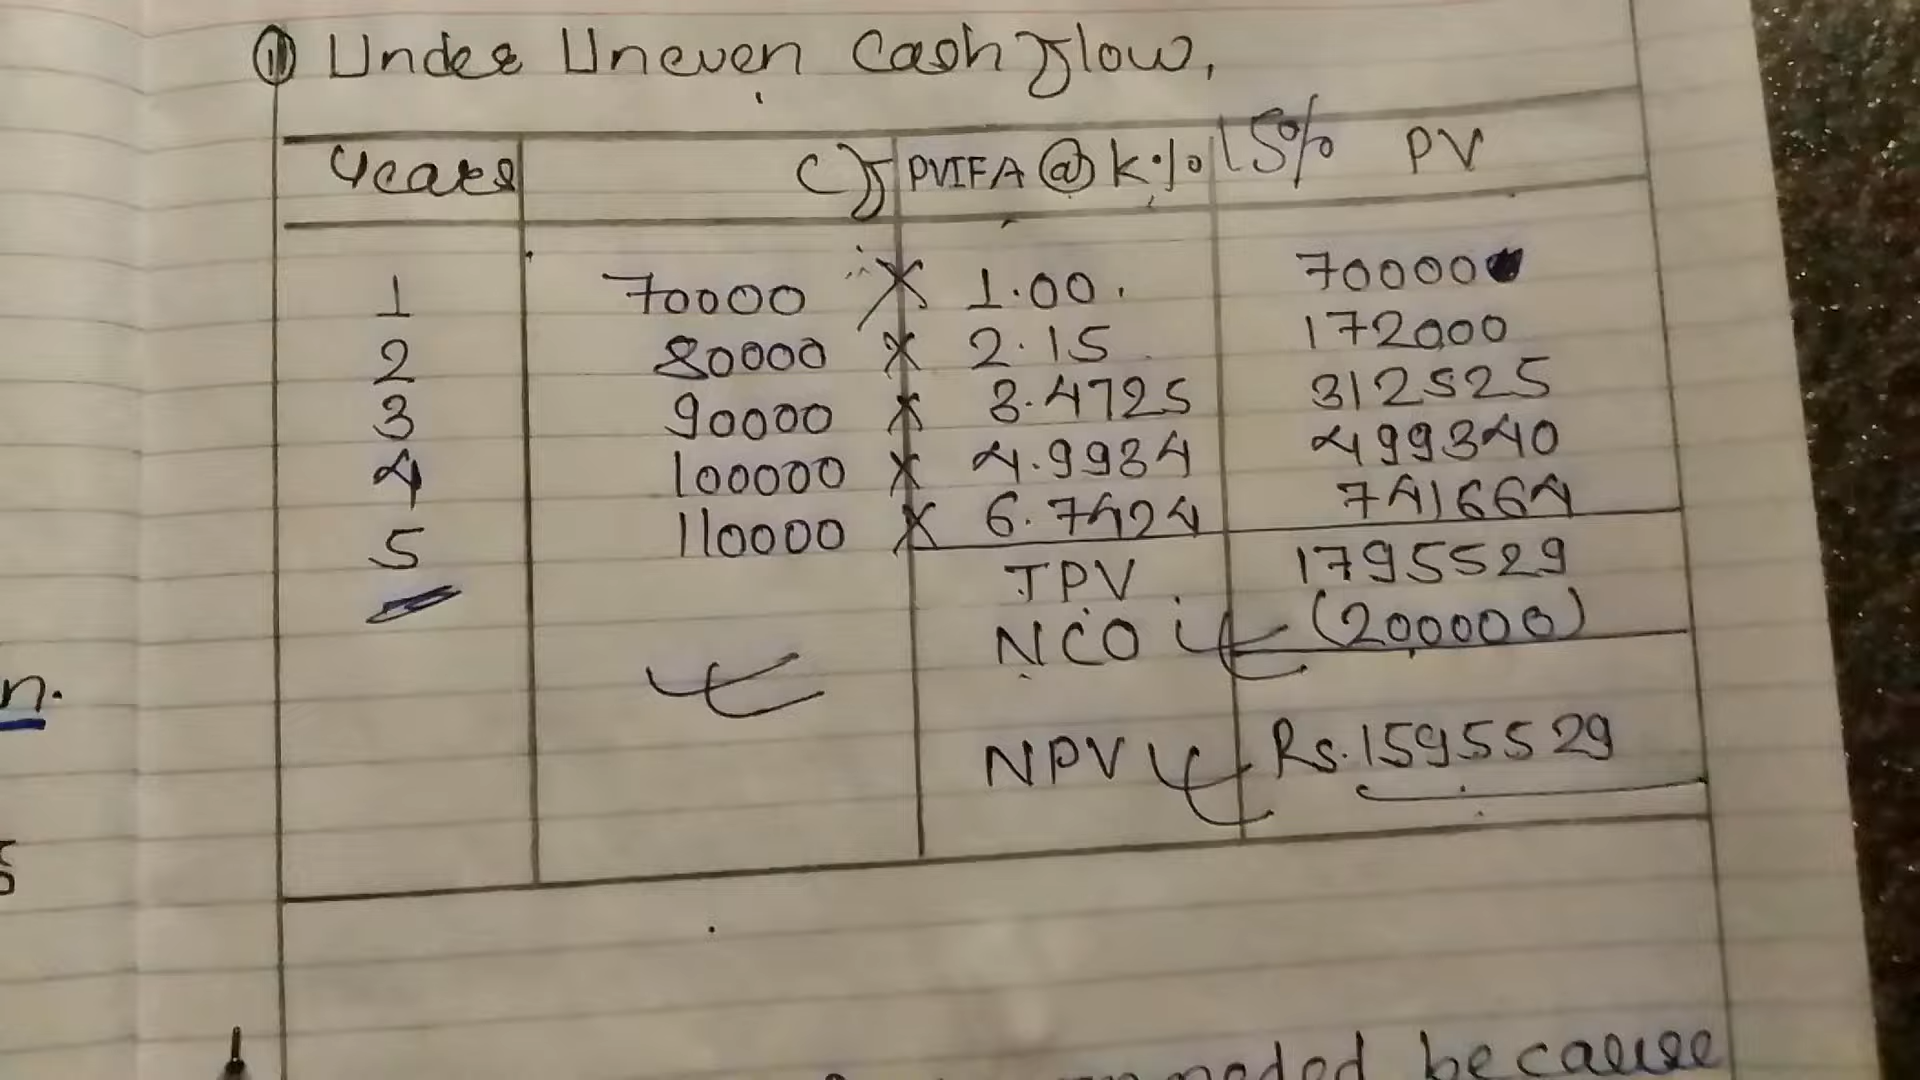 (ii) Under Uneven Cash flow,
Years CF PVIFA @ K% 15% PV
1 70000 × 1.00. 70000
2 80000 × 2.15 172000
3 90000 × 3.4725 312525
4 100000 × 4.9934 499340
5 110000 × 6.7424 741664
TPV 1795529
NCO (200000)
NPV Rs. 1595529
n.
5
because